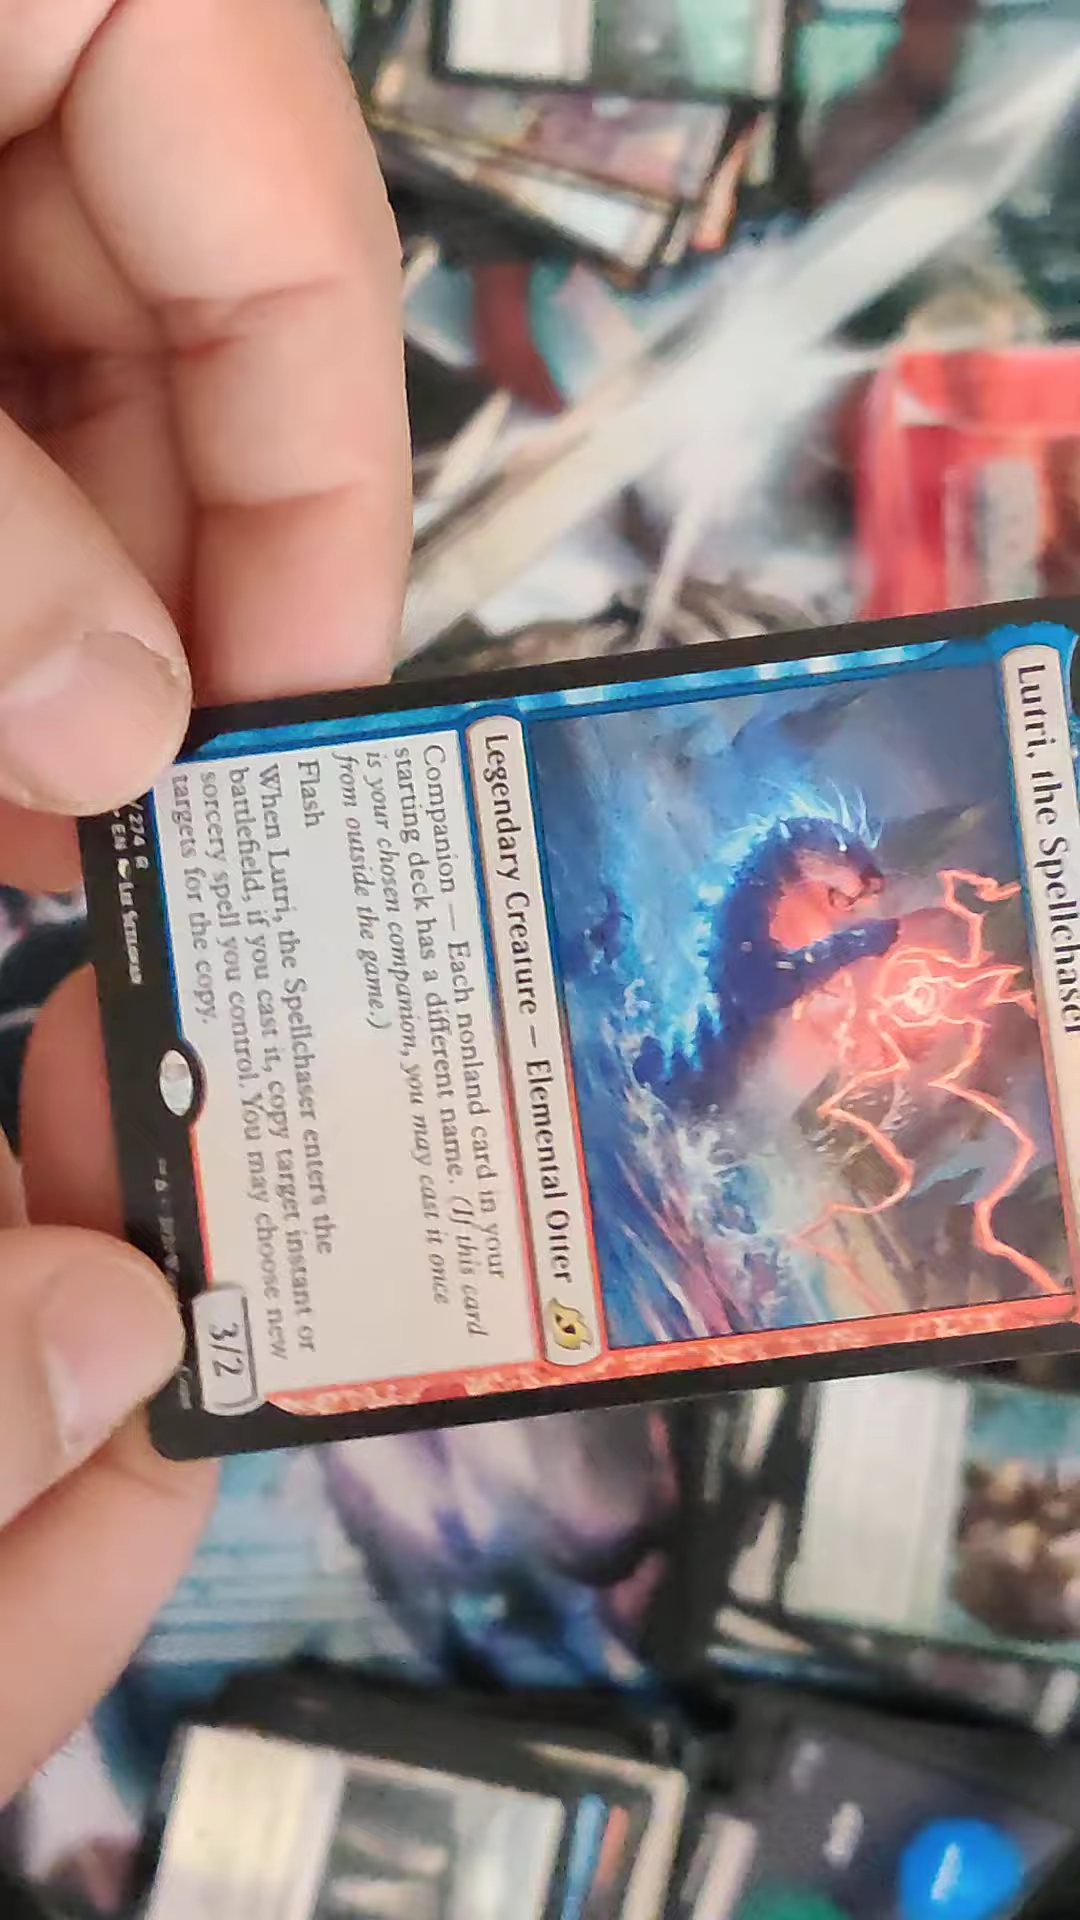 Lutri, the Spellchaser
Legendary Creature – Elemental Otter
Companion — Each nonland card in your
starting deck has a different name. (If this card
is your chosen companion, you may cast it once
from outside the game.)
Flash
When Lutri, the Spellchaser enters the
battlefield, if you cast it, copy target instant or
sorcery spell you control. You may choose new
targets for the copy.
3/2
/274 R
EN